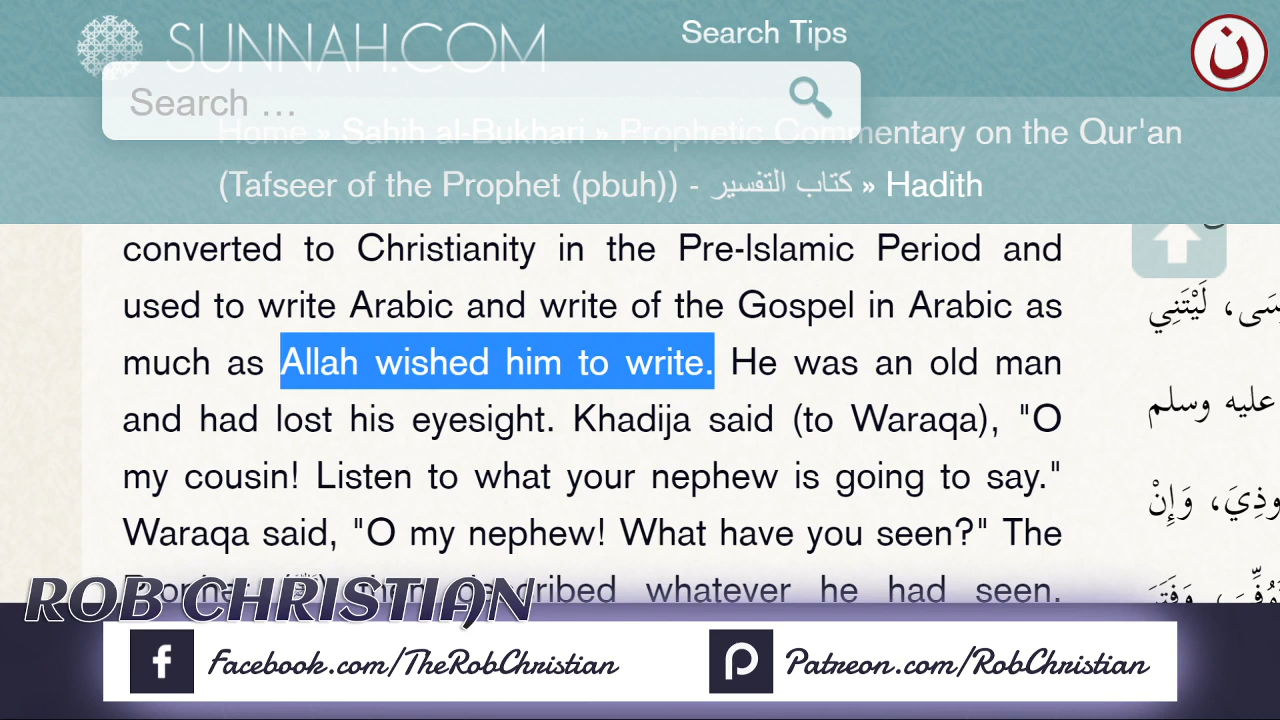 SUNNAH.COM
Search Tips
ن
Search ...
Home » Sahih al-Bukhari » Prophetic Commentary on the Qur'an
(Tafseer of the Prophet (pbuh)) - كتاب التفسير » Hadith
converted to Christianity in the Pre-Islamic Period and
used to write Arabic and write of the Gospel in Arabic as
much as Allah wished him to write. He was an old man
and had lost his eyesight. Khadija said (to Waraqa), "O
my cousin! Listen to what your nephew is going to say."
Waraqa said, "O my nephew! What have you seen?" The
whatever he had seen.
لَيْتَنِي
عليه وسلم
وَإِنْ
ROB CHRISTIAN
Facebook.com/TheRobChristian
Patreon.com/RobChristian